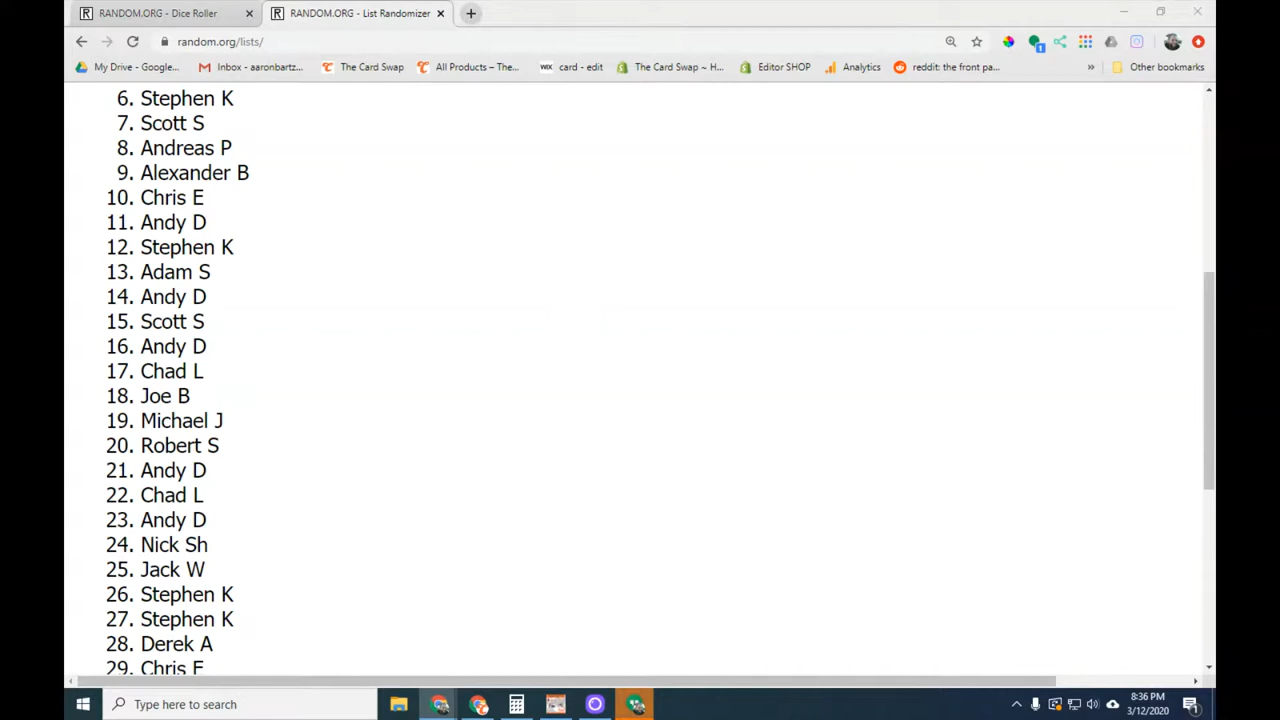 RANDOM.ORG - Dice Roller
RANDOM.ORG - List Randomizer
random.org/lists/
My Drive - Google...
Inbox - aaronbartz...
The Card Swap
All Products – The...
WIX card - edit
The Card Swap ~ H...
Editor SHOP
Analytics
reddit: the front pa...
»
Other bookmarks
6. Stephen K
7. Scott S
8. Andreas P
9. Alexander B
10. Chris E
11. Andy D
12. Stephen K
13. Adam S
14. Andy D
15. Scott S
16. Andy D
17. Chad L
18. Joe B
19. Michael J
20. Robert S
21. Andy D
22. Chad L
23. Andy D
24. Nick Sh
25. Jack W
26. Stephen K
27. Stephen K
28. Derek A
29. Chris E
Type here to search
8:36 PM
3/12/2020